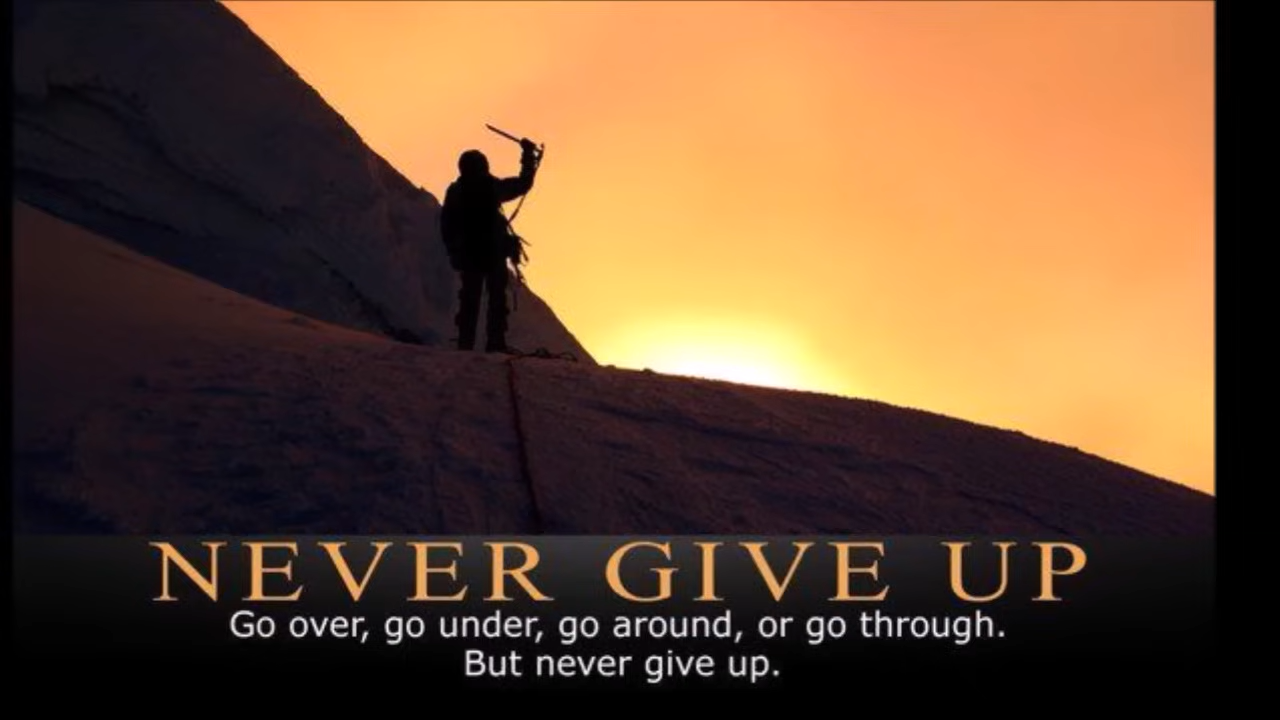 NEVER GIVE UP
Go over, go under, go around, or go through.
But never give up.